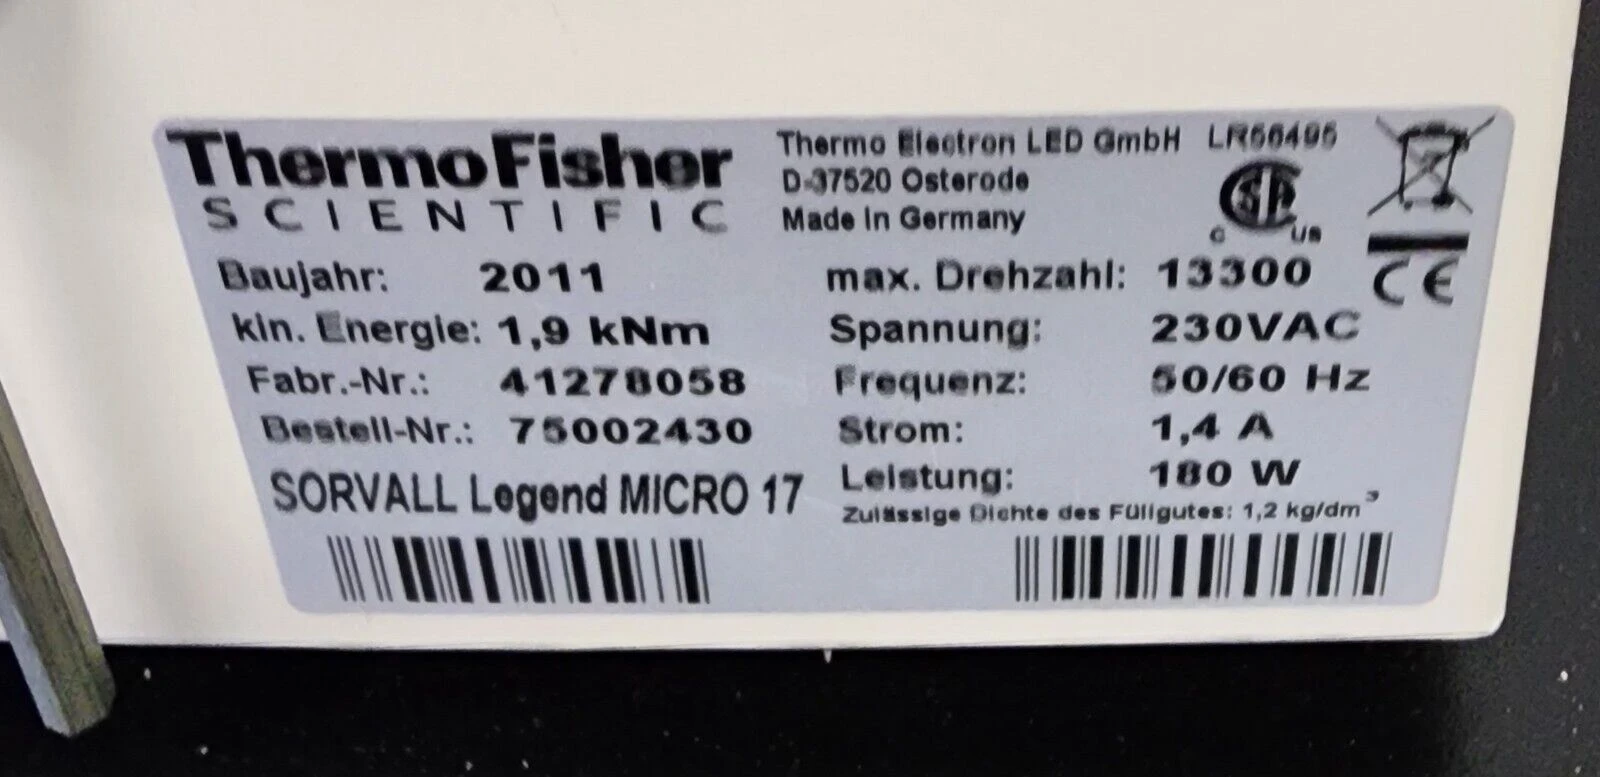 ThermoFisher
SCIENTIFIC
Thermo Electron LED GmbH LR56495
D-37520 Osterode
Made in Germany
C US
CE
Baujahr: 2011
kin. Energie: 1,9 kNm
Fabr.-Nr.: 41278058
Bestell-Nr.: 75002430
SORVALL Legend MICRO 17
max. Drehzahl: 13300
Spannung: 230VAC
Frequenz: 50/60 Hz
Strom: 1,4 A
Leistung: 180 W
Zulässige Dichte des Füllgutes: 1,2 kg/dm³